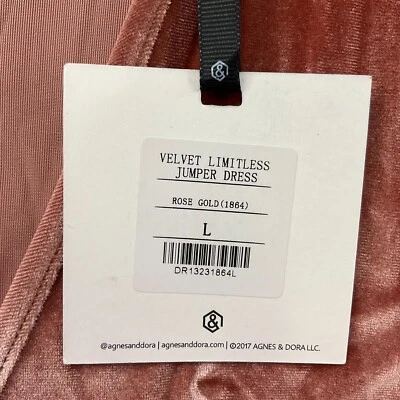 &
VELVET LIMITLESS
JUMPER DRESS
ROSE GOLD(1864)
L
DR13231864L
&
@agnesanddora | agnesanddora.com | ©2017 AGNES & DORA LLC.